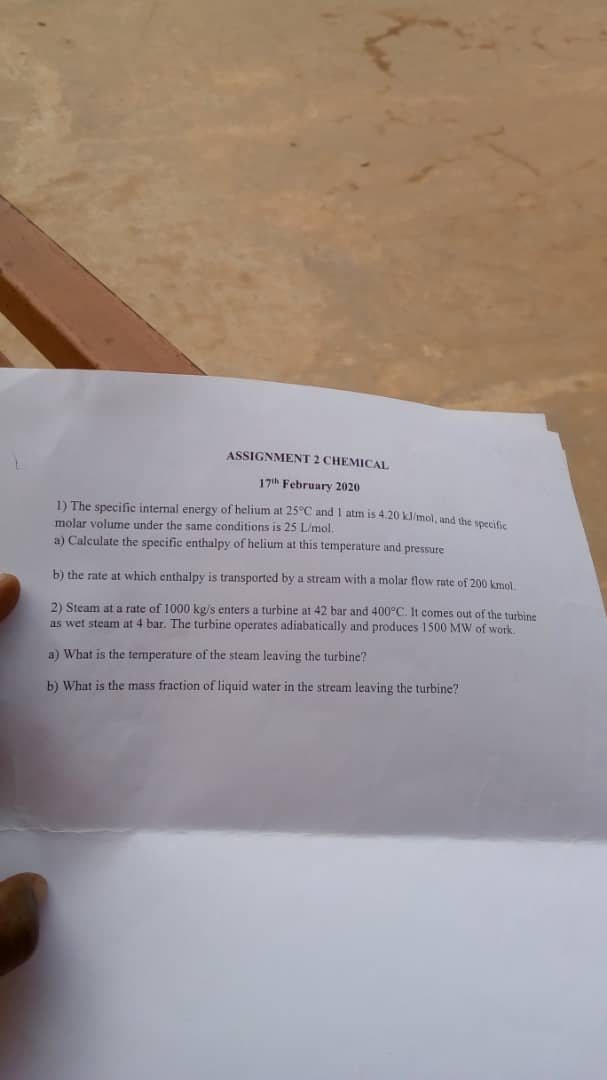 ASSIGNMENT 2 CHEMICAL
17th February 2020
1) The specific internal energy of helium at 25°C and 1 atm is 4.20 kJ/mol, and the specific
molar volume under the same conditions is 25 L/mol.
a) Calculate the specific enthalpy of helium at this temperature and pressure
b) the rate at which enthalpy is transported by a stream with a molar flow rate of 200 kmol.
2) Steam at a rate of 1000 kg/s enters a turbine at 42 bar and 400°C. It comes out of the turbine
as wet steam at 4 bar. The turbine operates adiabatically and produces 1500 MW of work.
a) What is the temperature of the steam leaving the turbine?
b) What is the mass fraction of liquid water in the stream leaving the turbine?